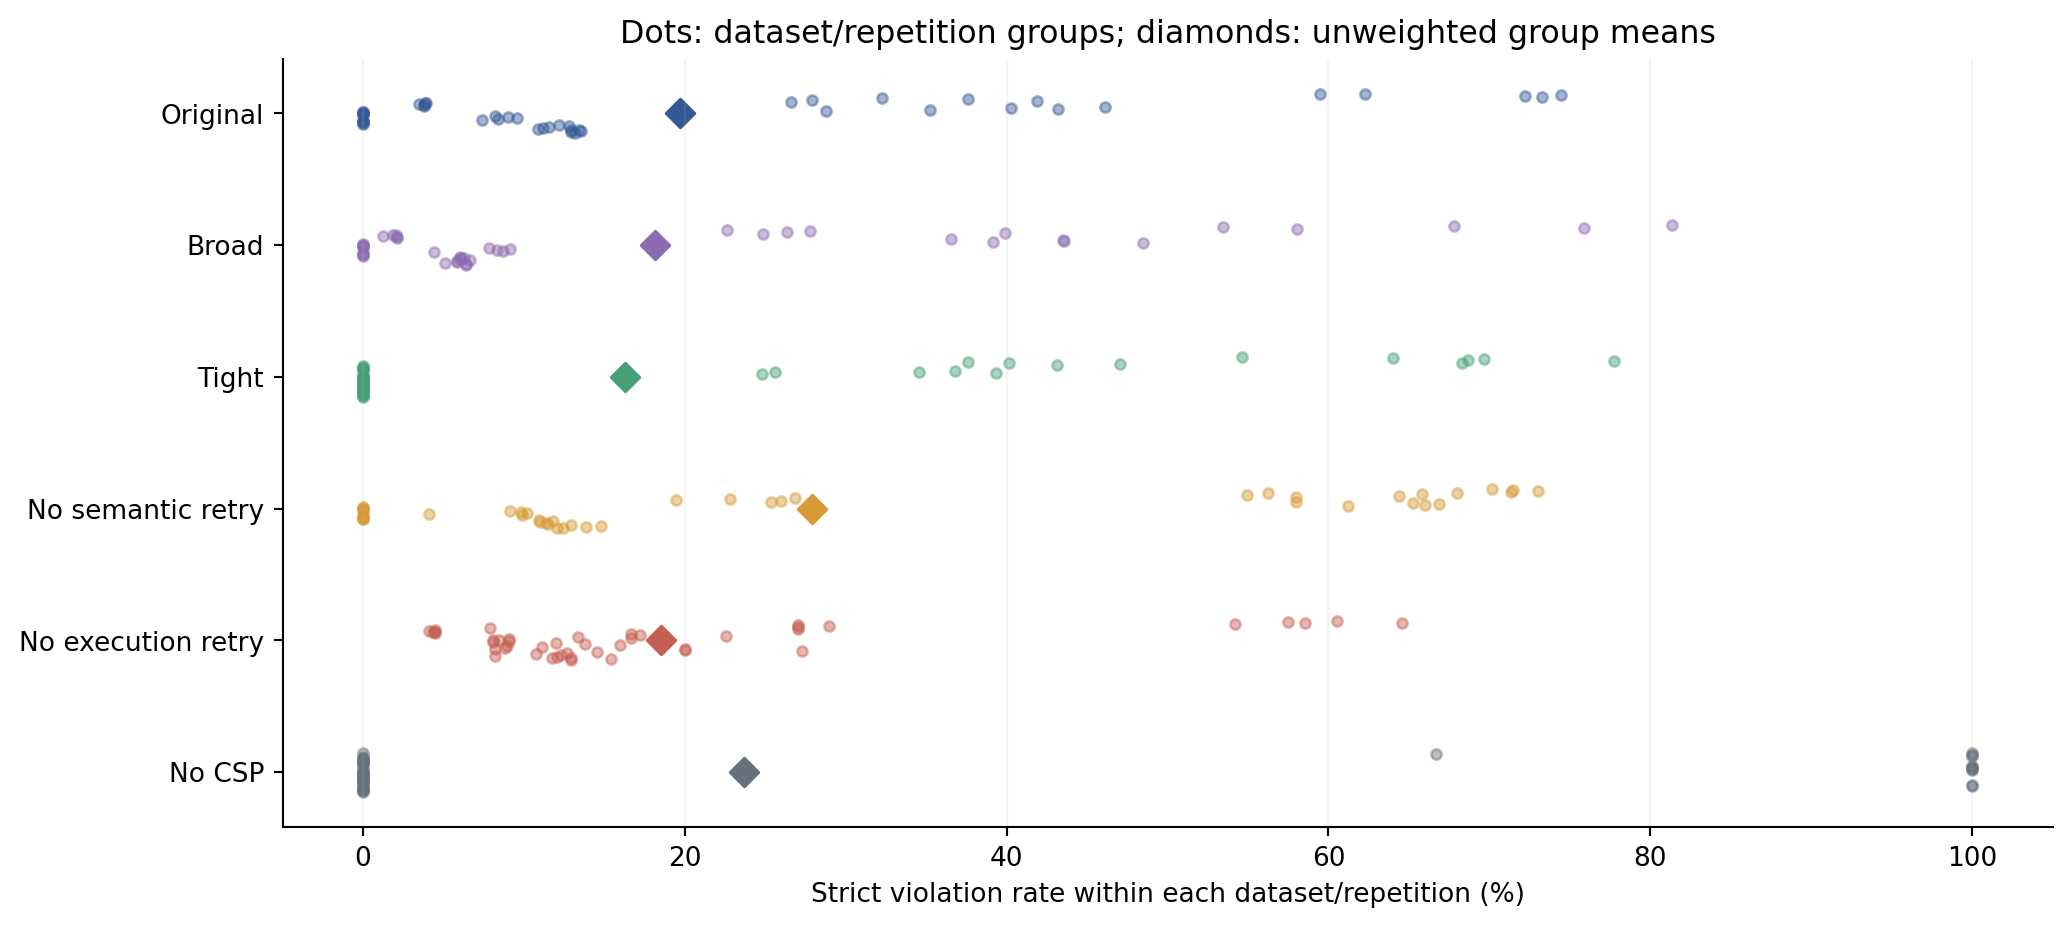 Dots: dataset/repetition groups; diamonds: unweighted group means
Original
Broad
Tight
No semantic retry
No execution retry
No CSP
0 20 40 60 80 100
Strict violation rate within each dataset/repetition (%)